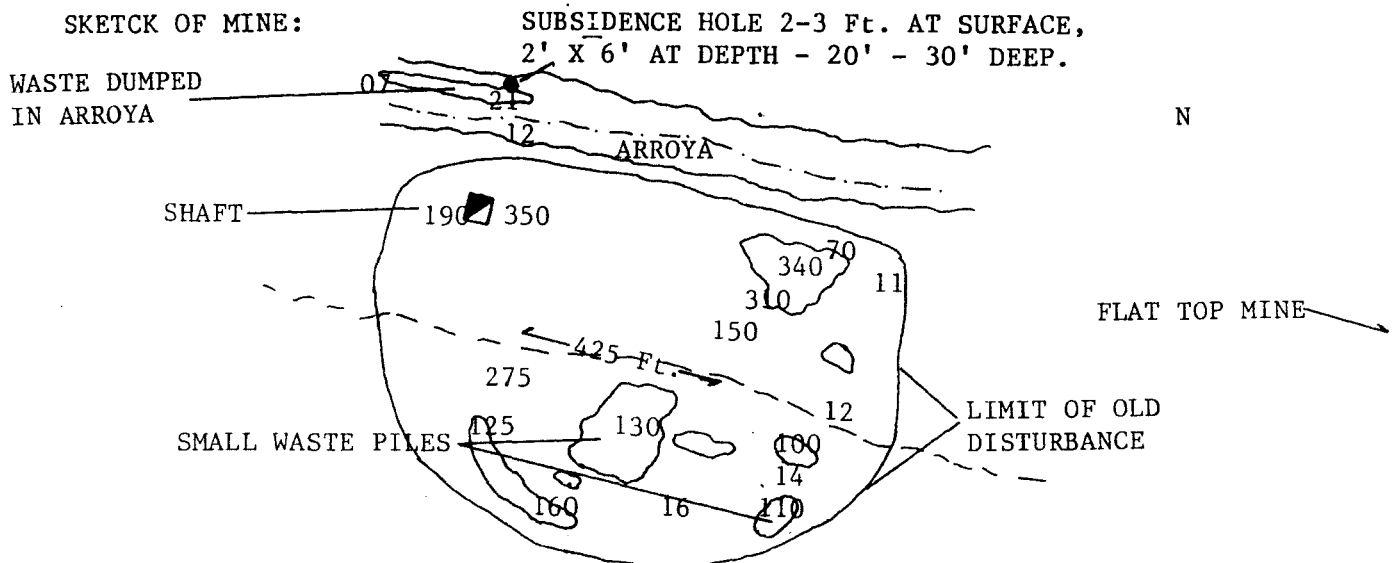 SKETCK OF MINE:
SUBSIDENCE HOLE 2-3 Ft. AT SURFACE,
2' X 6' AT DEPTH - 20' - 30' DEEP.
WASTE DUMPED
IN ARROYA
07
21
12
N
ARROYA
SHAFT
190
350
340
70
11
310
150
FLAT TOP MINE
425 Ft.
275
12
LIMIT OF OLD
DISTURBANCE
125
130
SMALL WASTE PILES
100
14
160
16
110